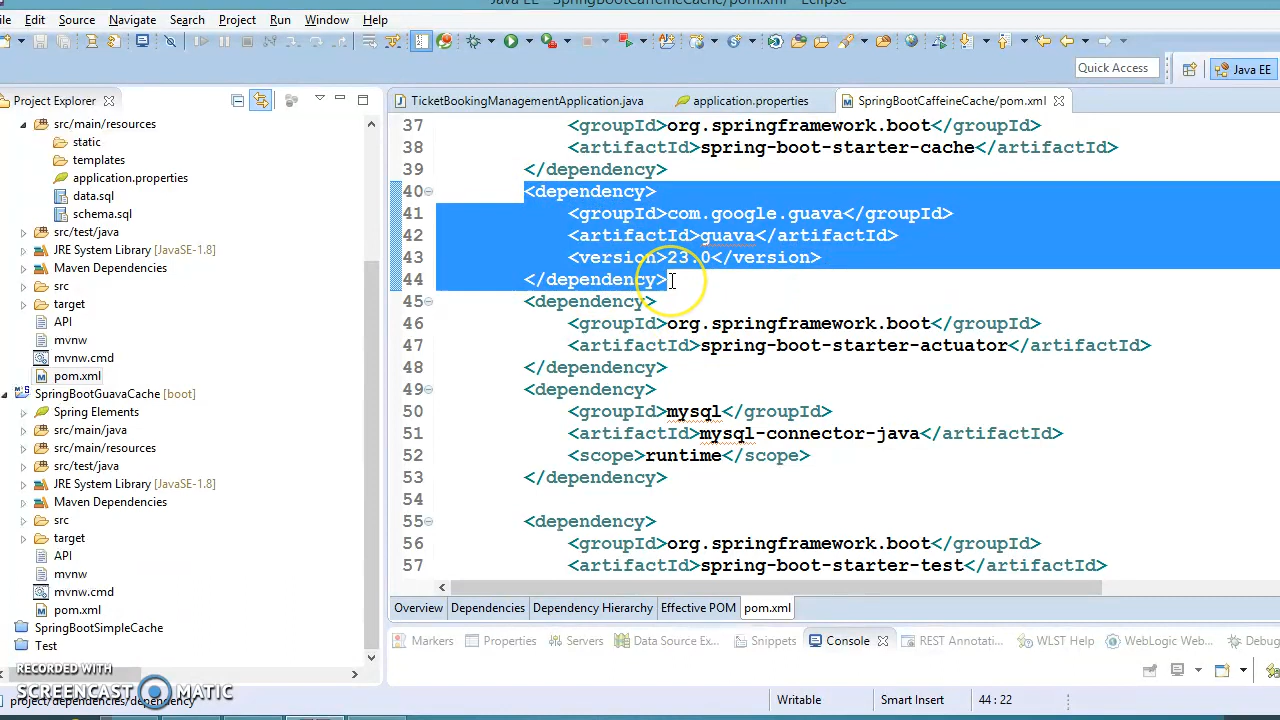 Java EE - SpringBootCaffeineCache/pom.xml - Eclipse
Edit Source Navigate Search Project Run Window Help
Quick Access
Java EE
Project Explorer
src/main/resources
static
templates
application.properties
data.sql
schema.sql
src/test/java
JRE System Library [JavaSE-1.8]
Maven Dependencies
src
target
API
mvnw
mvnw.cmd
pom.xml
SpringBootGuavaCache [boot]
Spring Elements
src/main/java
src/main/resources
src/test/java
JRE System Library [JavaSE-1.8]
Maven Dependencies
src
target
API
mvnw
mvnw.cmd
pom.xml
SpringBootSimpleCache
Test
TicketBookingManagementApplication.java
application.properties
SpringBootCaffeineCache/pom.xml
37 <groupId>org.springframework.boot</groupId>
38 <artifactId>spring-boot-starter-cache</artifactId>
39 </dependency>
40 <dependency>
41 <groupId>com.google.guava</groupId>
42 <artifactId>guava</artifactId>
43 <version>23.0</version>
44 </dependency>
45 <dependency>
46 <groupId>org.springframework.boot</groupId>
47 <artifactId>spring-boot-starter-actuator</artifactId>
48 </dependency>
49 <dependency>
50 <groupId>mysql</groupId>
51 <artifactId>mysql-connector-java</artifactId>
52 <scope>runtime</scope>
53 </dependency>
54
55 <dependency>
56 <groupId>org.springframework.boot</groupId>
57 <artifactId>spring-boot-starter-test</artifactId>
Overview Dependencies Dependency Hierarchy Effective POM pom.xml
Markers Properties Servers Data Source Ex... Snippets Console REST Annotati... WLST Help WebLogic Web... Debug
RECORDED WITH
SCREENCAST MATIC
project/dependencies/dependency
Writable Smart Insert 44 : 22